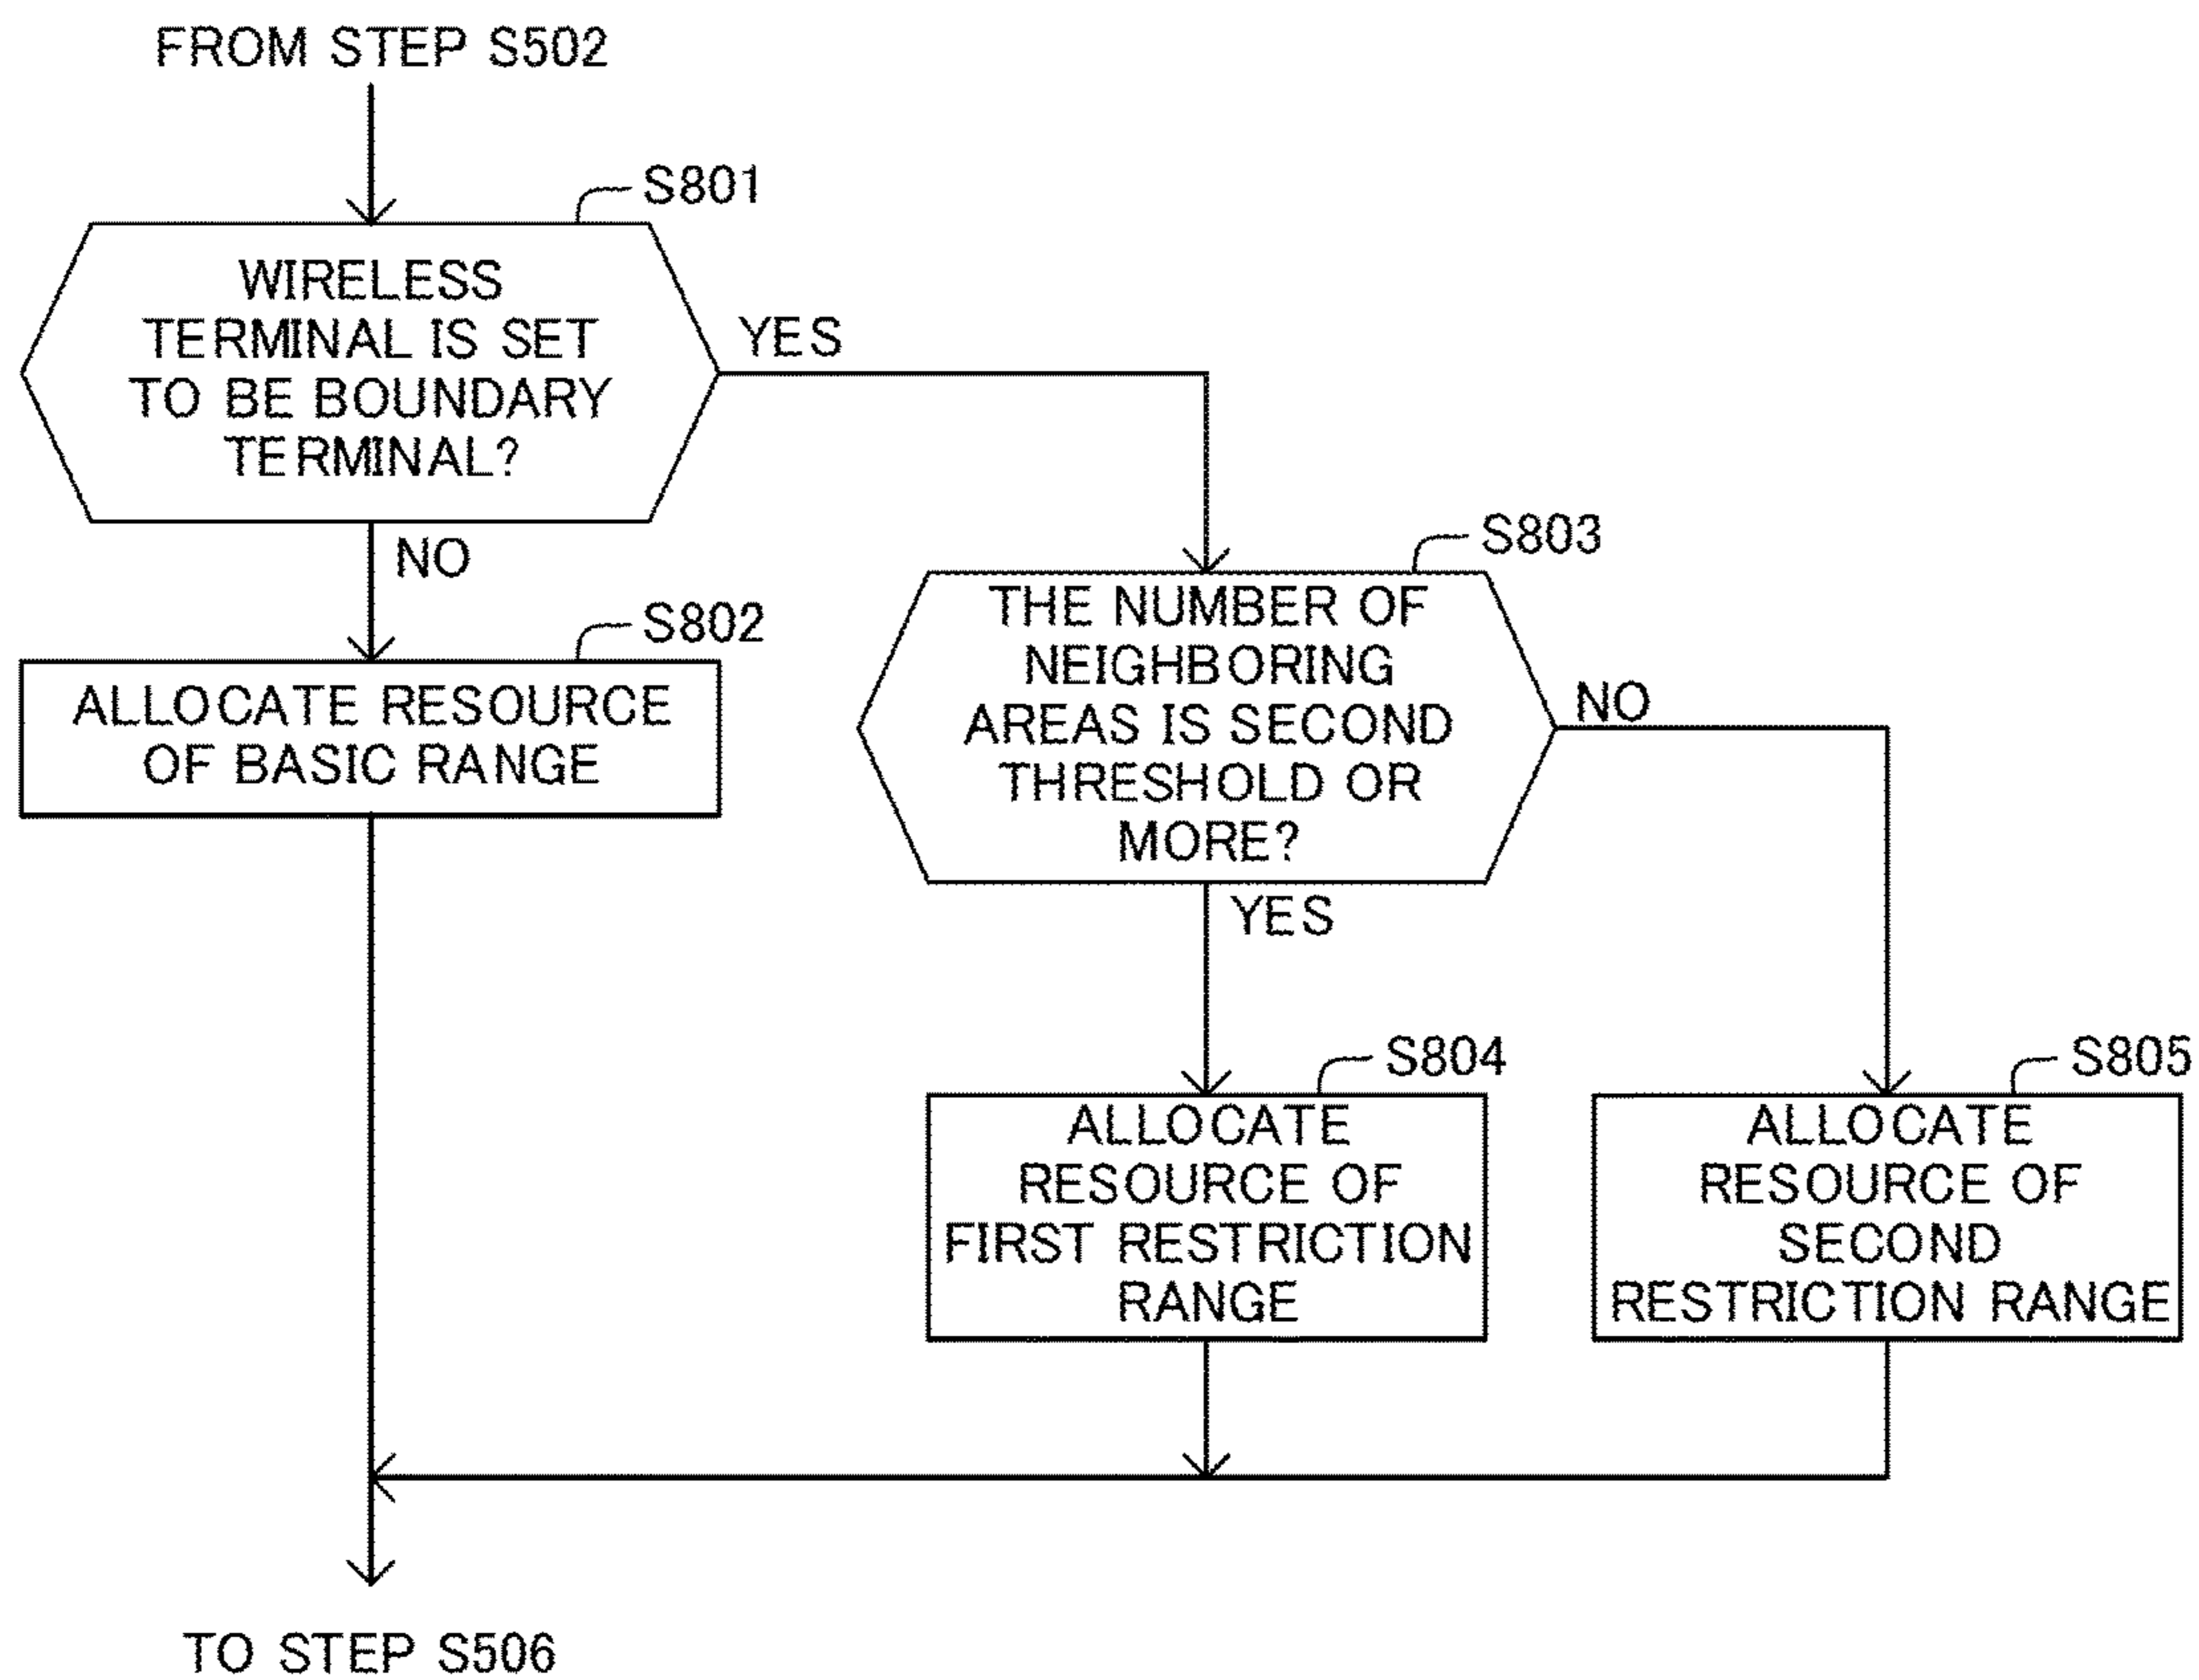 FROM STEP S502
S801
WIRELESS
TERMINAL IS SET
TO BE BOUNDARY
TERMINAL?
YES
NO
S802
ALLOCATE RESOURCE
OF BASIC RANGE
S803
THE NUMBER OF
NEIGHBORING
AREAS IS SECOND
THRESHOLD OR
MORE?
NO
YES
S804
ALLOCATE
RESOURCE OF
FIRST RESTRICTION
RANGE
S805
ALLOCATE
RESOURCE OF
SECOND
RESTRICTION RANGE
TO STEP S506